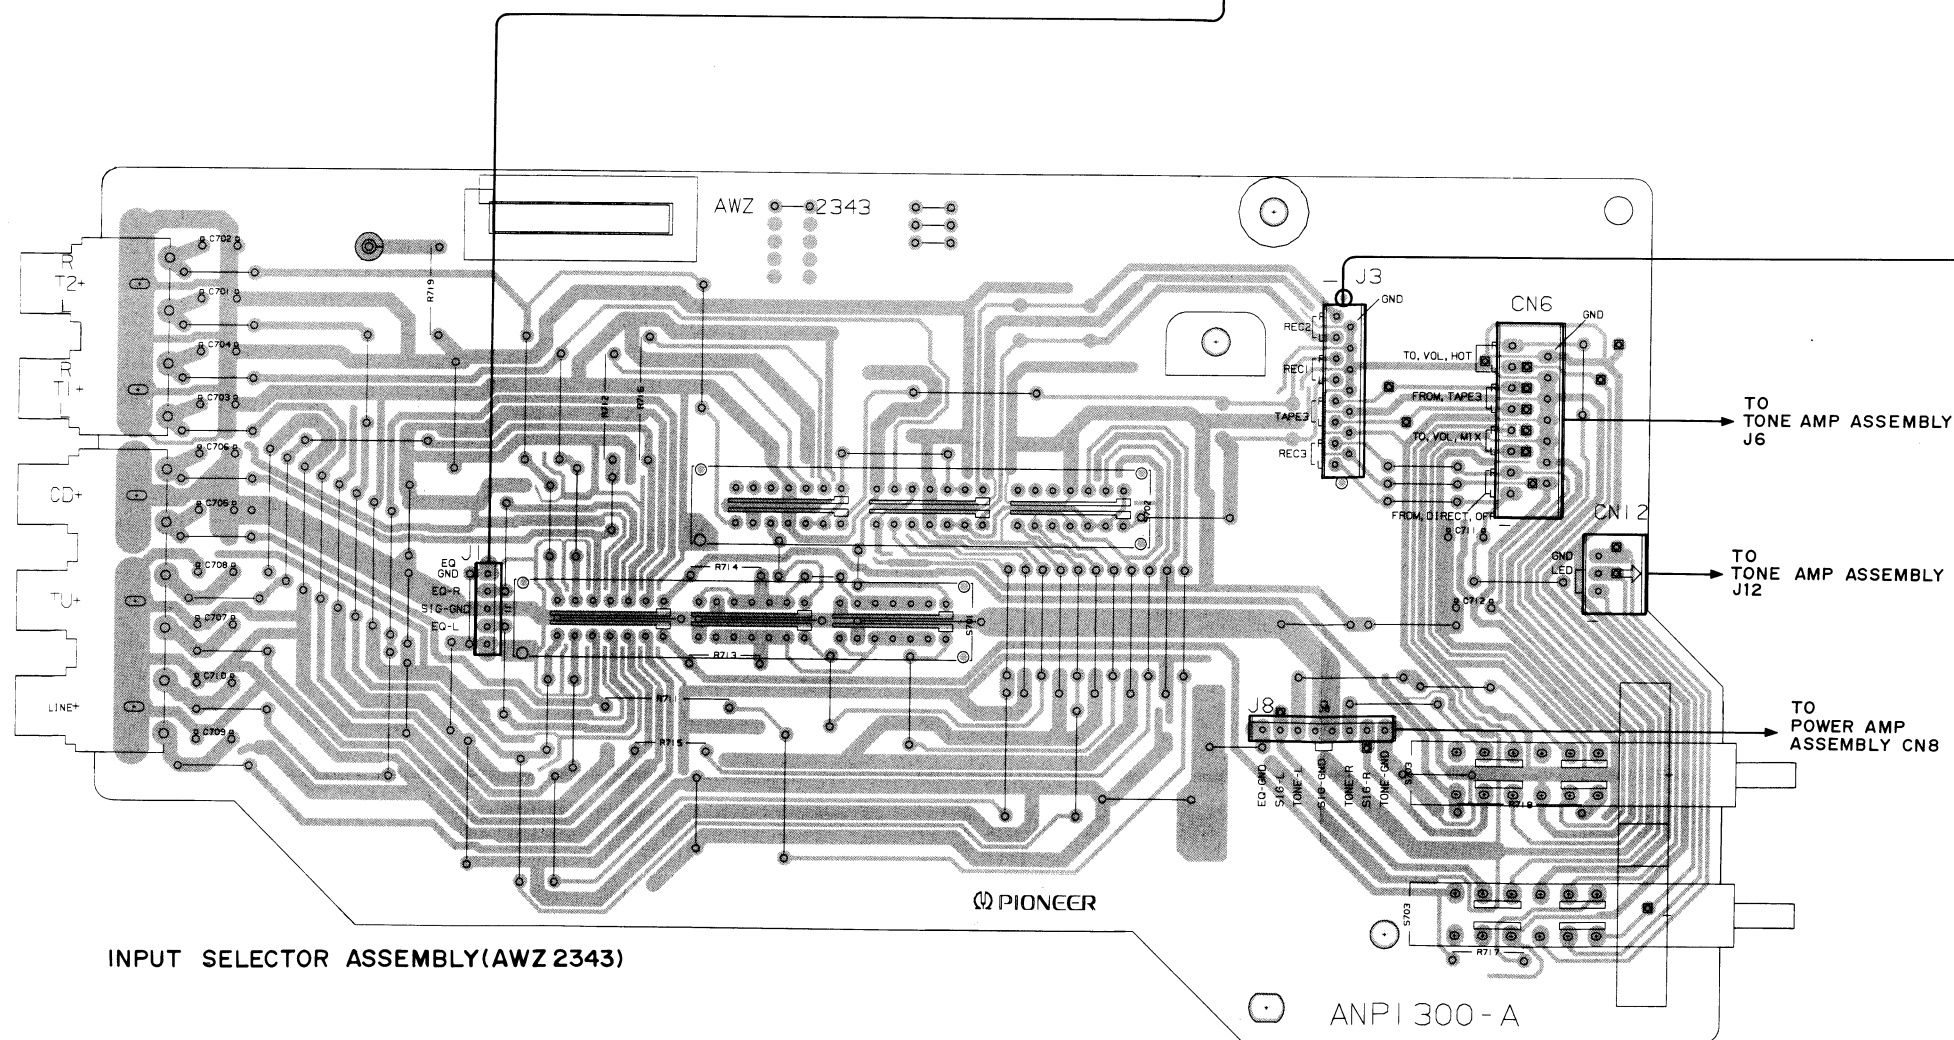 AWZ 2343
J3
GND
REC2
REC1
TAPE3
REC3
CN6
GND
TO, VOL, HOT
FROM, TAPE3
TO, VOL, MIX
FROM, DIRECT, OFF
TO
TONE AMP ASSEMBLY
J6
CN12
GND
LED
TO
TONE AMP ASSEMBLY
J12
C702
R
T2+
L
C701
R719
C704
R
T1+
C703
C706
CD+
C705
C708
TU+
C707
C710
LINE+
C709
R712
R716
J1
EQ
GND
EQ-R
SIG-GND
EQ-L
R714
R713
R711
R715
S702
S701
C711
C712
J8
EQ-GND
SIG-L
TONE-L
SIG-GND
TONE-R
SIG-R
TONE-GND
TO
POWER AMP
ASSEMBLY CN8
R718
S703
R717
PIONEER
INPUT SELECTOR ASSEMBLY(AWZ2343)
ANP1300-A